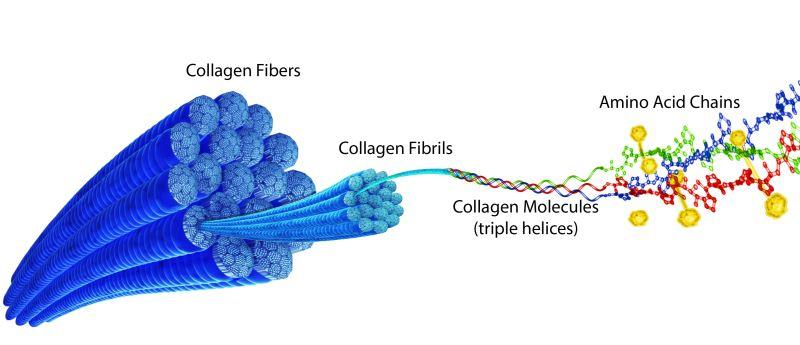 Collagen Fibers
Amino Acid Chains
Collagen Fibrils
Collagen Molecules
(triple helices)